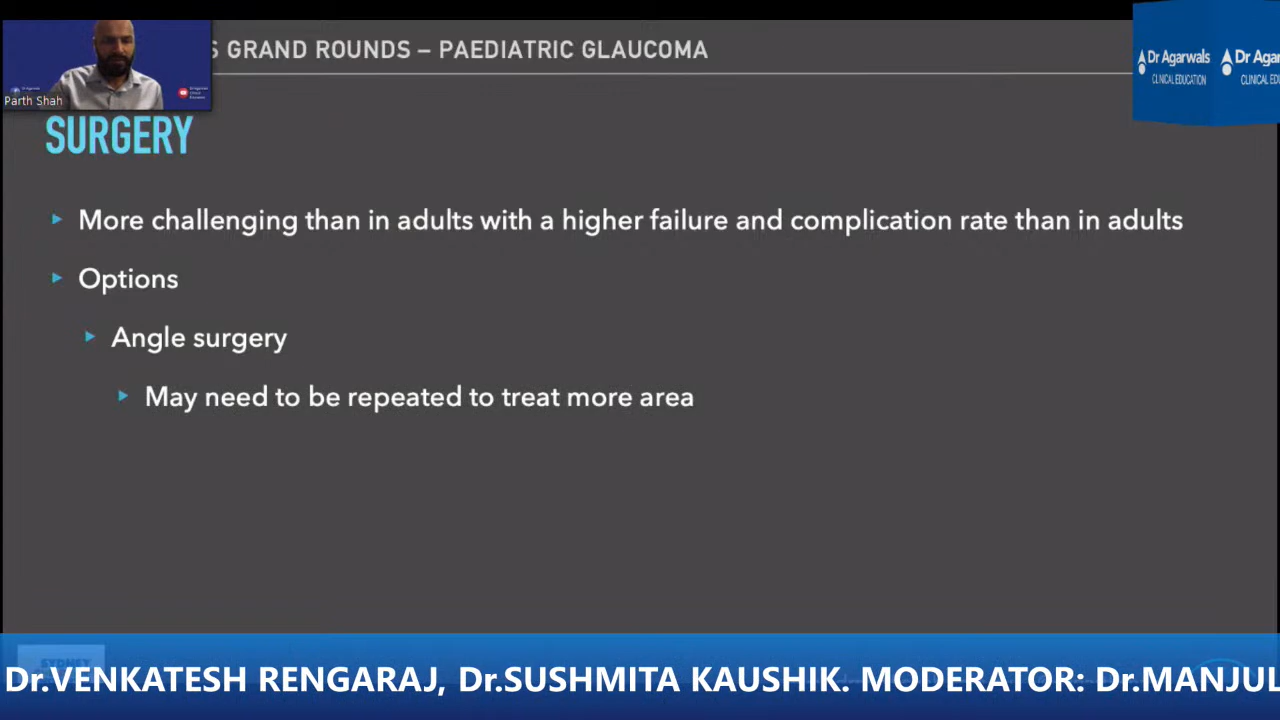 S GRAND ROUNDS – PAEDIATRIC GLAUCOMA
Dr Agarwals
CLINICAL EDUCATION
Dr Agar
CLINICAL EDU
Parth Shah
SURGERY
More challenging than in adults with a higher failure and complication rate than in adults
Options
Angle surgery
May need to be repeated to treat more area
SYDNEY
Dr.VENKATESH RENGARAJ, Dr.SUSHMITA KAUSHIK. MODERATOR: Dr.MANJUL